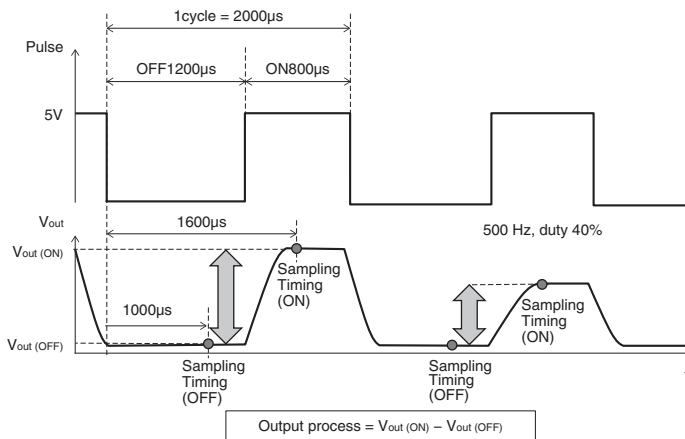 1cycle = 2000µs
Pulse
OFF1200µs
ON800µs
5V
Vout
1600µs
500 Hz, duty 40%
Vout (ON)
Sampling
Timing
(ON)
1000µs
Sampling
Timing
(ON)
Vout (OFF)
Sampling
Timing
(OFF)
Sampling
Timing
(OFF)
Output process = Vout (ON) – Vout (OFF)